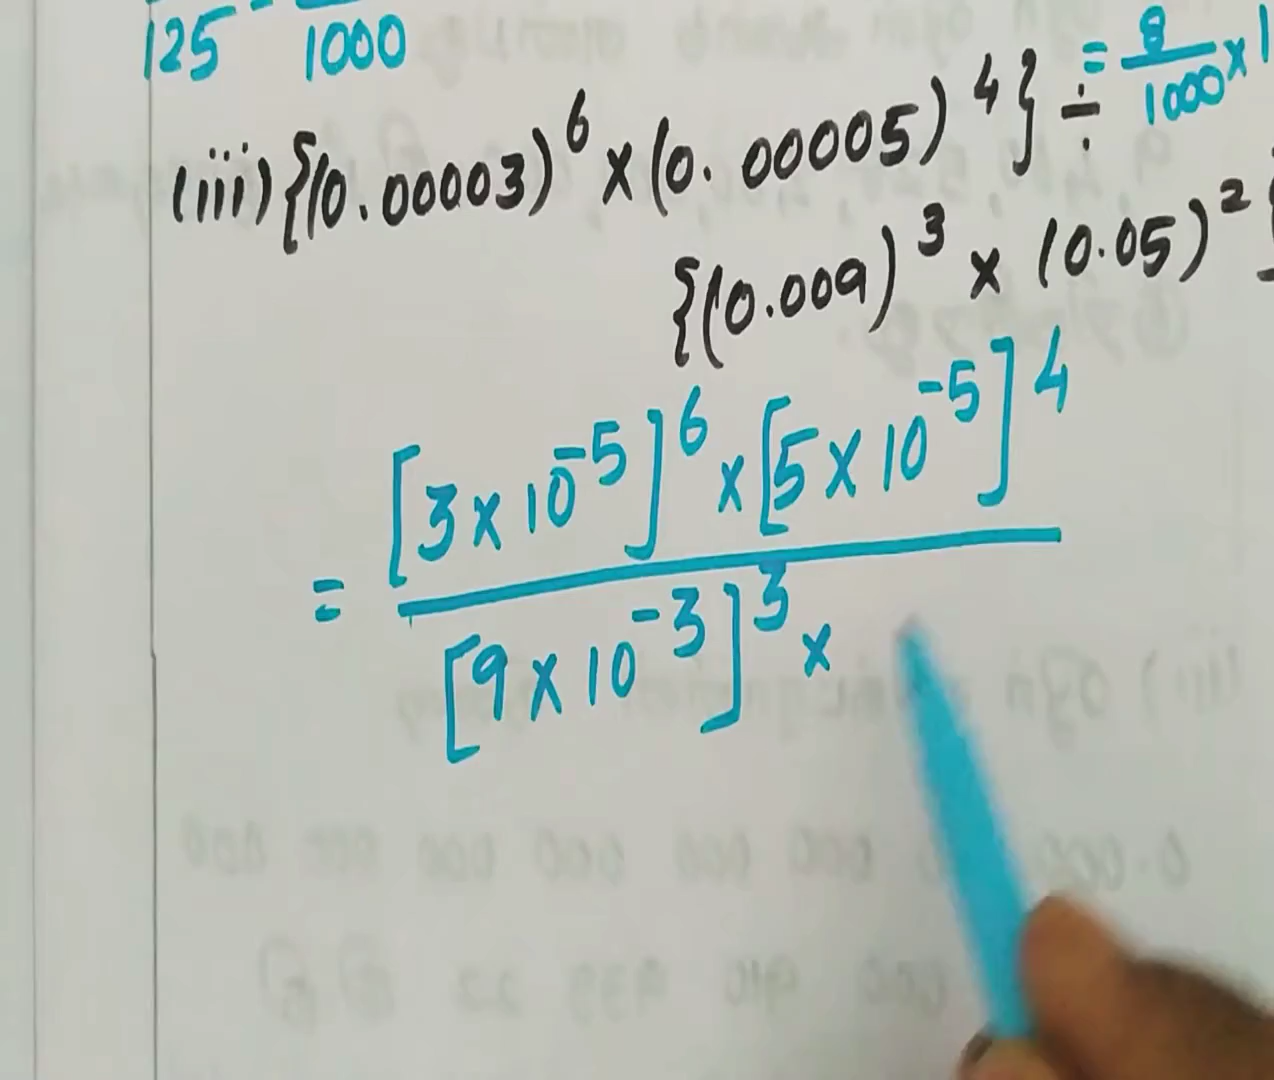 125 1000
= 8/1000 × 1
(iii) {(0.00003)^6 × (0.00005)^4} ÷
{(0.009)^3 × (0.05)^2}
= [3 × 10^-5]^6 × [5 × 10^-5]^4
[9 × 10^-3]^3 ×